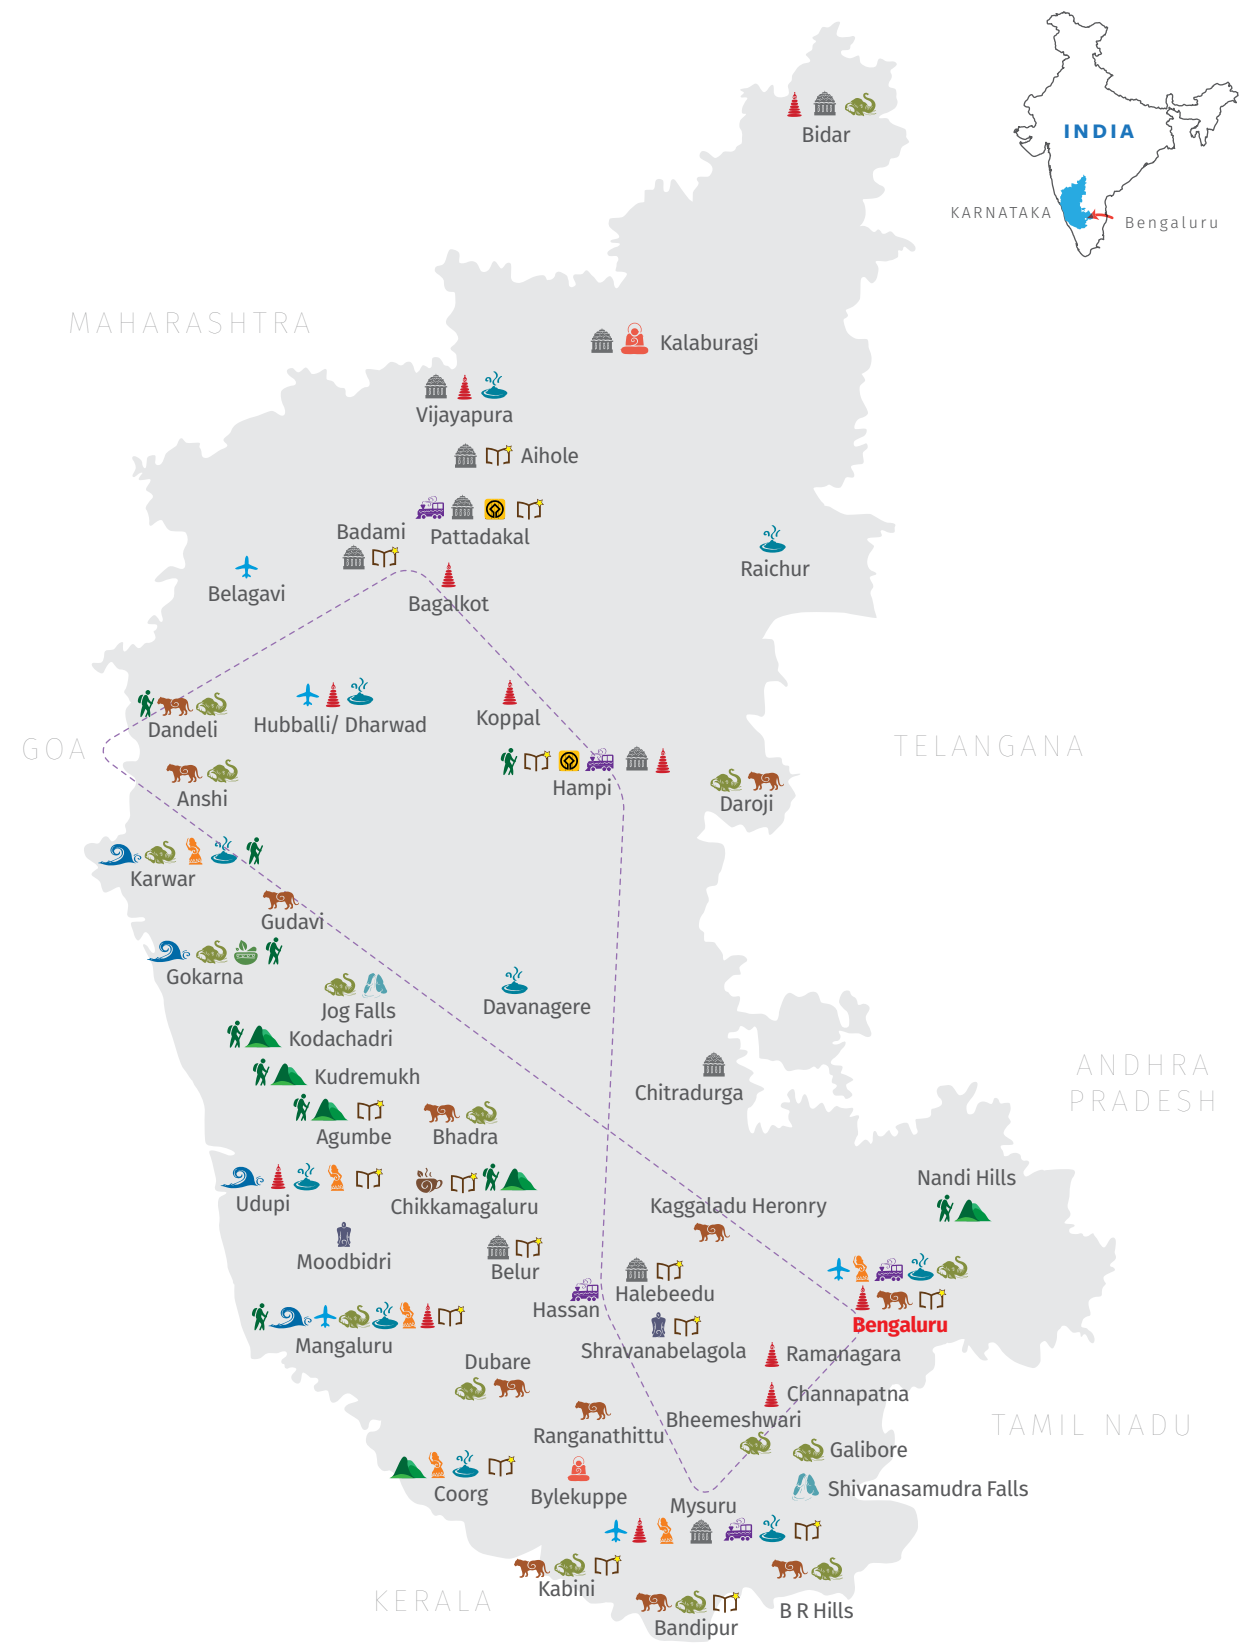 Bidar
INDIA
KARNATAKA
Bengaluru
MAHARASHTRA
Kalaburagi
Vijayapura
Aihole
Badami
Pattadakal
Raichur
Belagavi
Bagalkot
Dandeli
Hubballi/ Dharwad
Koppal
GOA
TELANGANA
Hampi
Anshi
Daroji
Karwar
Gudavi
Gokarna
Jog Falls
Davanagere
Kodachadri
Kudremukh
ANDHRA
PRADESH
Chitradurga
Agumbe
Bhadra
Nandi Hills
Udupi
Chikkamagaluru
Kaggaladu Heronry
Moodbidri
Belur
Halebeedu
Hassan
Bengaluru
Mangaluru
Shravanabelagola
Ramanagara
Dubare
Channapatna
Bheemeshwari
Ranganathittu
TAMIL NADU
Galibore
Coorg
Bylekuppe
Shivanasamudra Falls
Mysuru
Kabini
KERALA
B R Hills
Bandipur